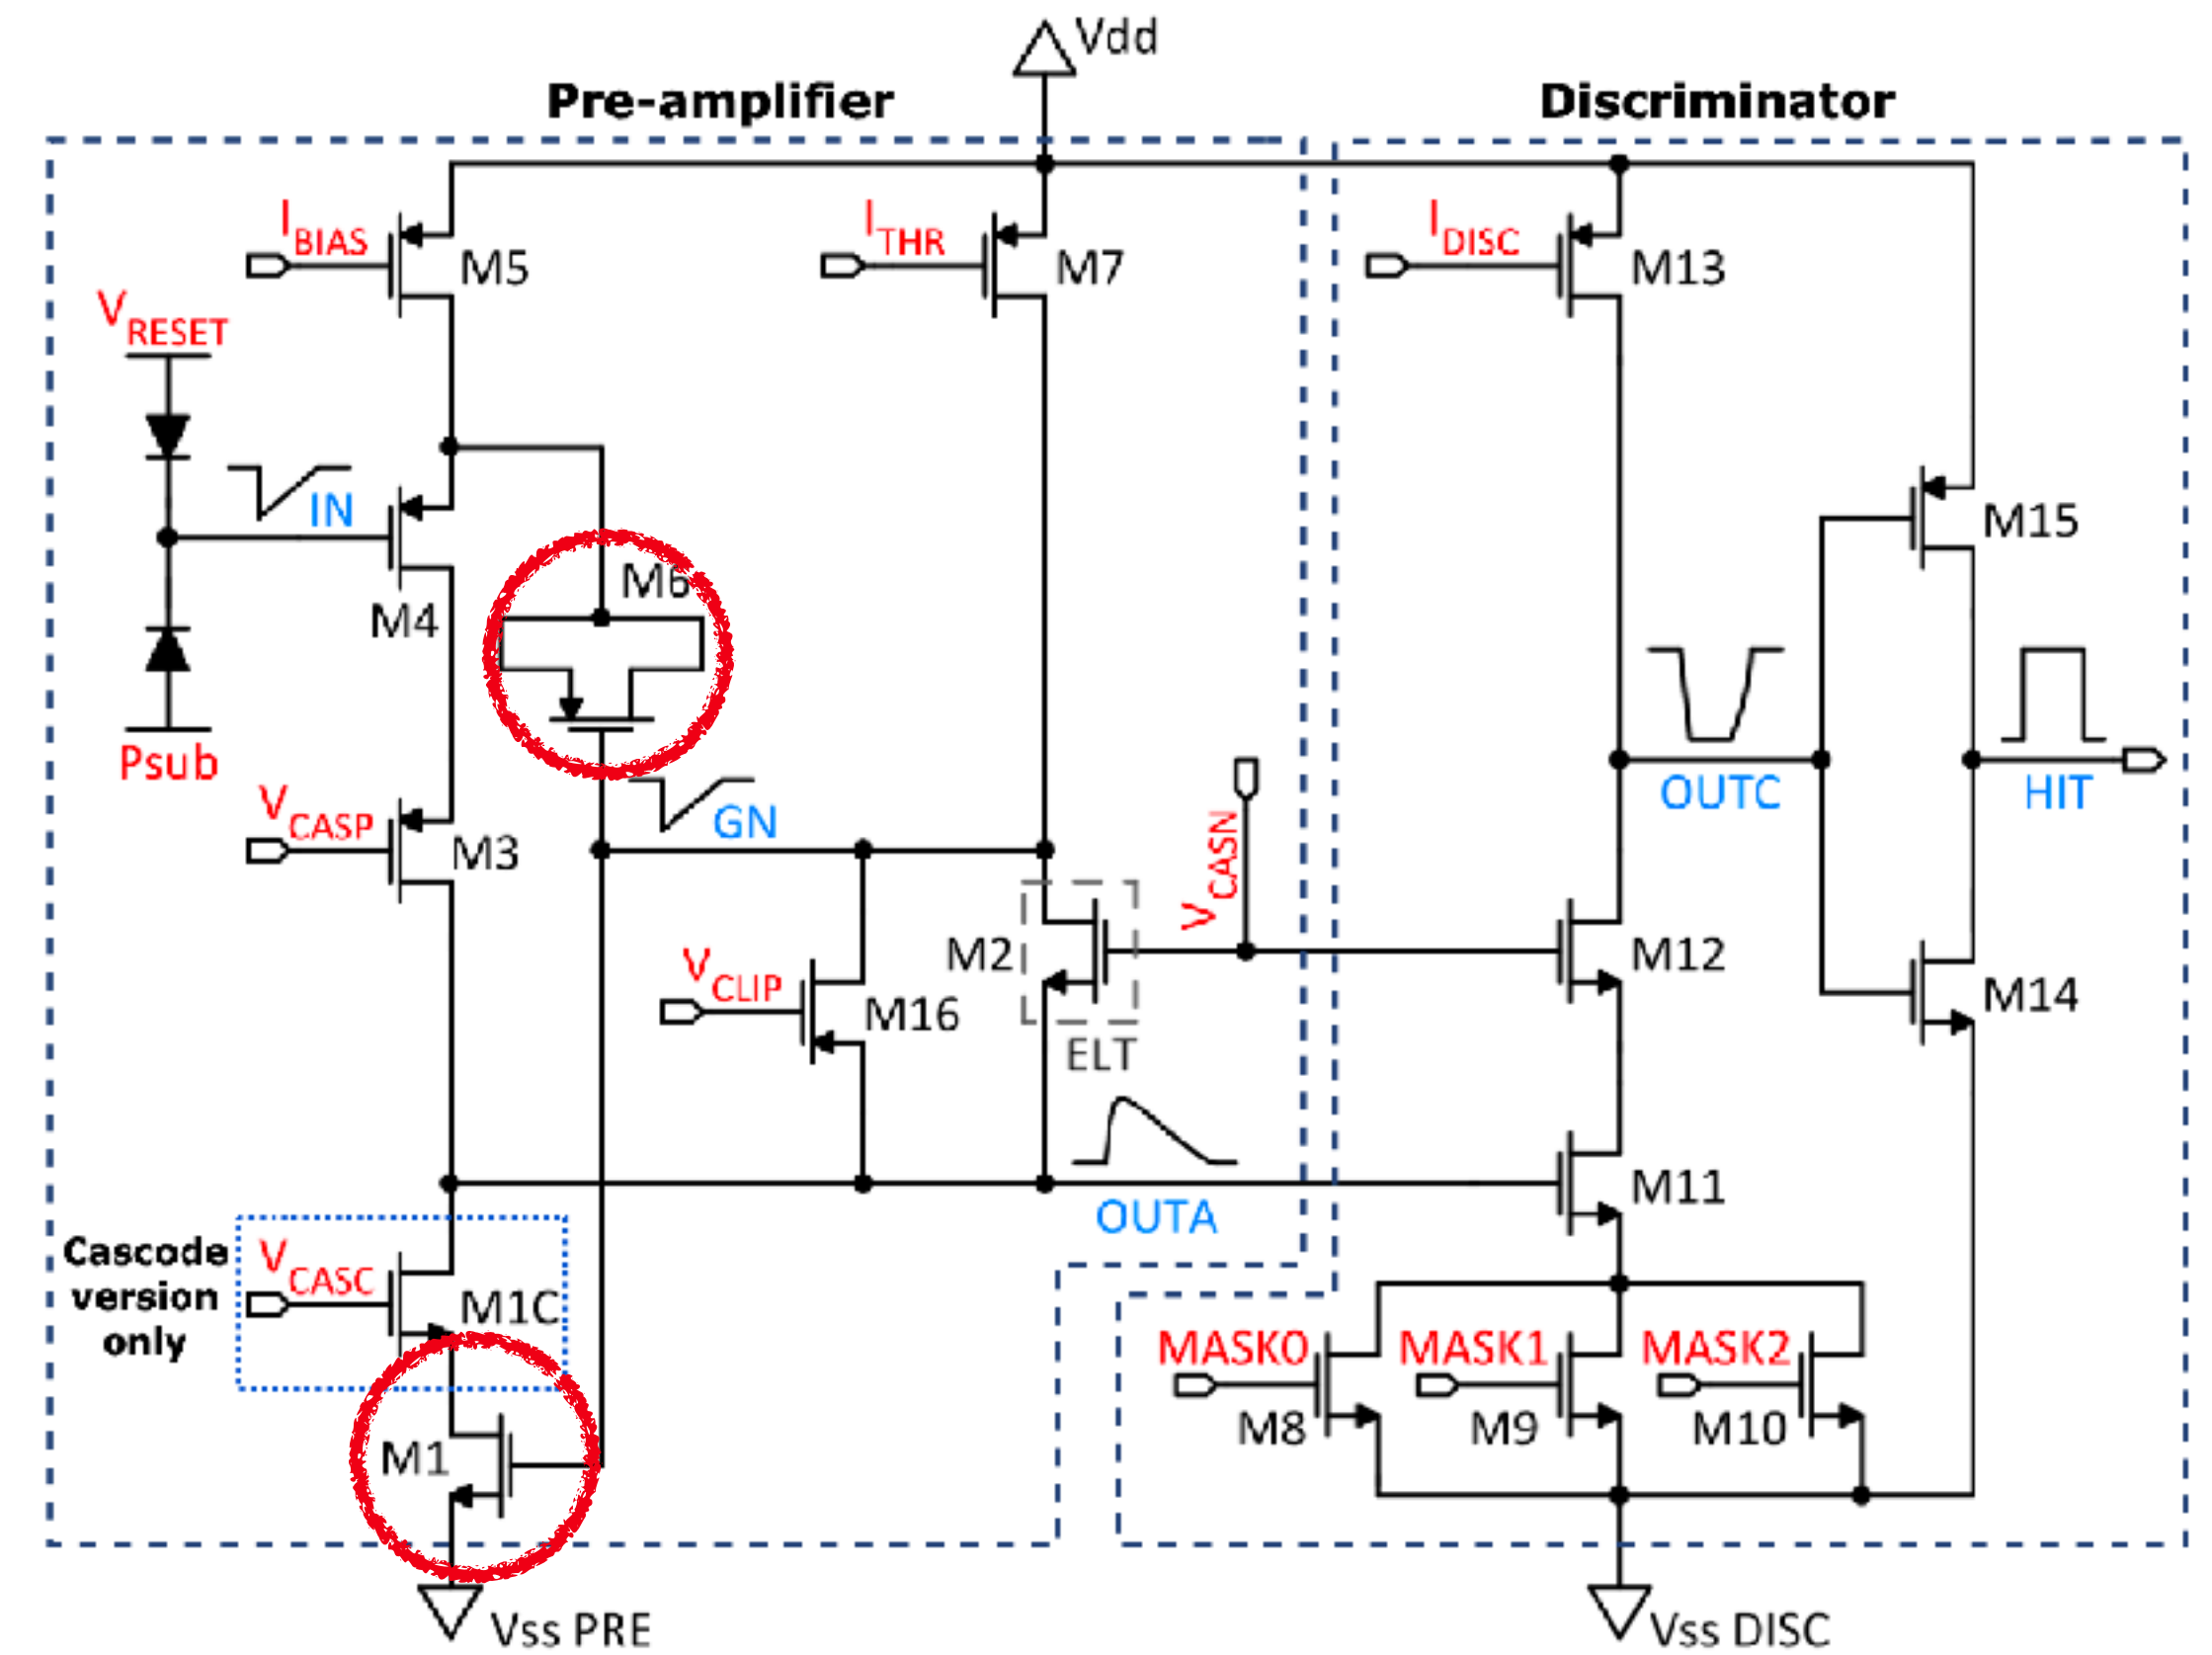 Vdd
Pre-amplifier
Discriminator
IBIAS
M5
ITHR
M7
IDISC
M13
VRESET
IN
M4
M6
M15
Psub
GN
OUTC
HIT
VCASP
M3
VCASN
M2
M12
VCLIP
M16
ELT
M14
OUTA
M11
Cascode
version
only
VCASC
M1C
MASK0
MASK1
MASK2
M1
M8
M9
M10
Vss PRE
Vss DISC